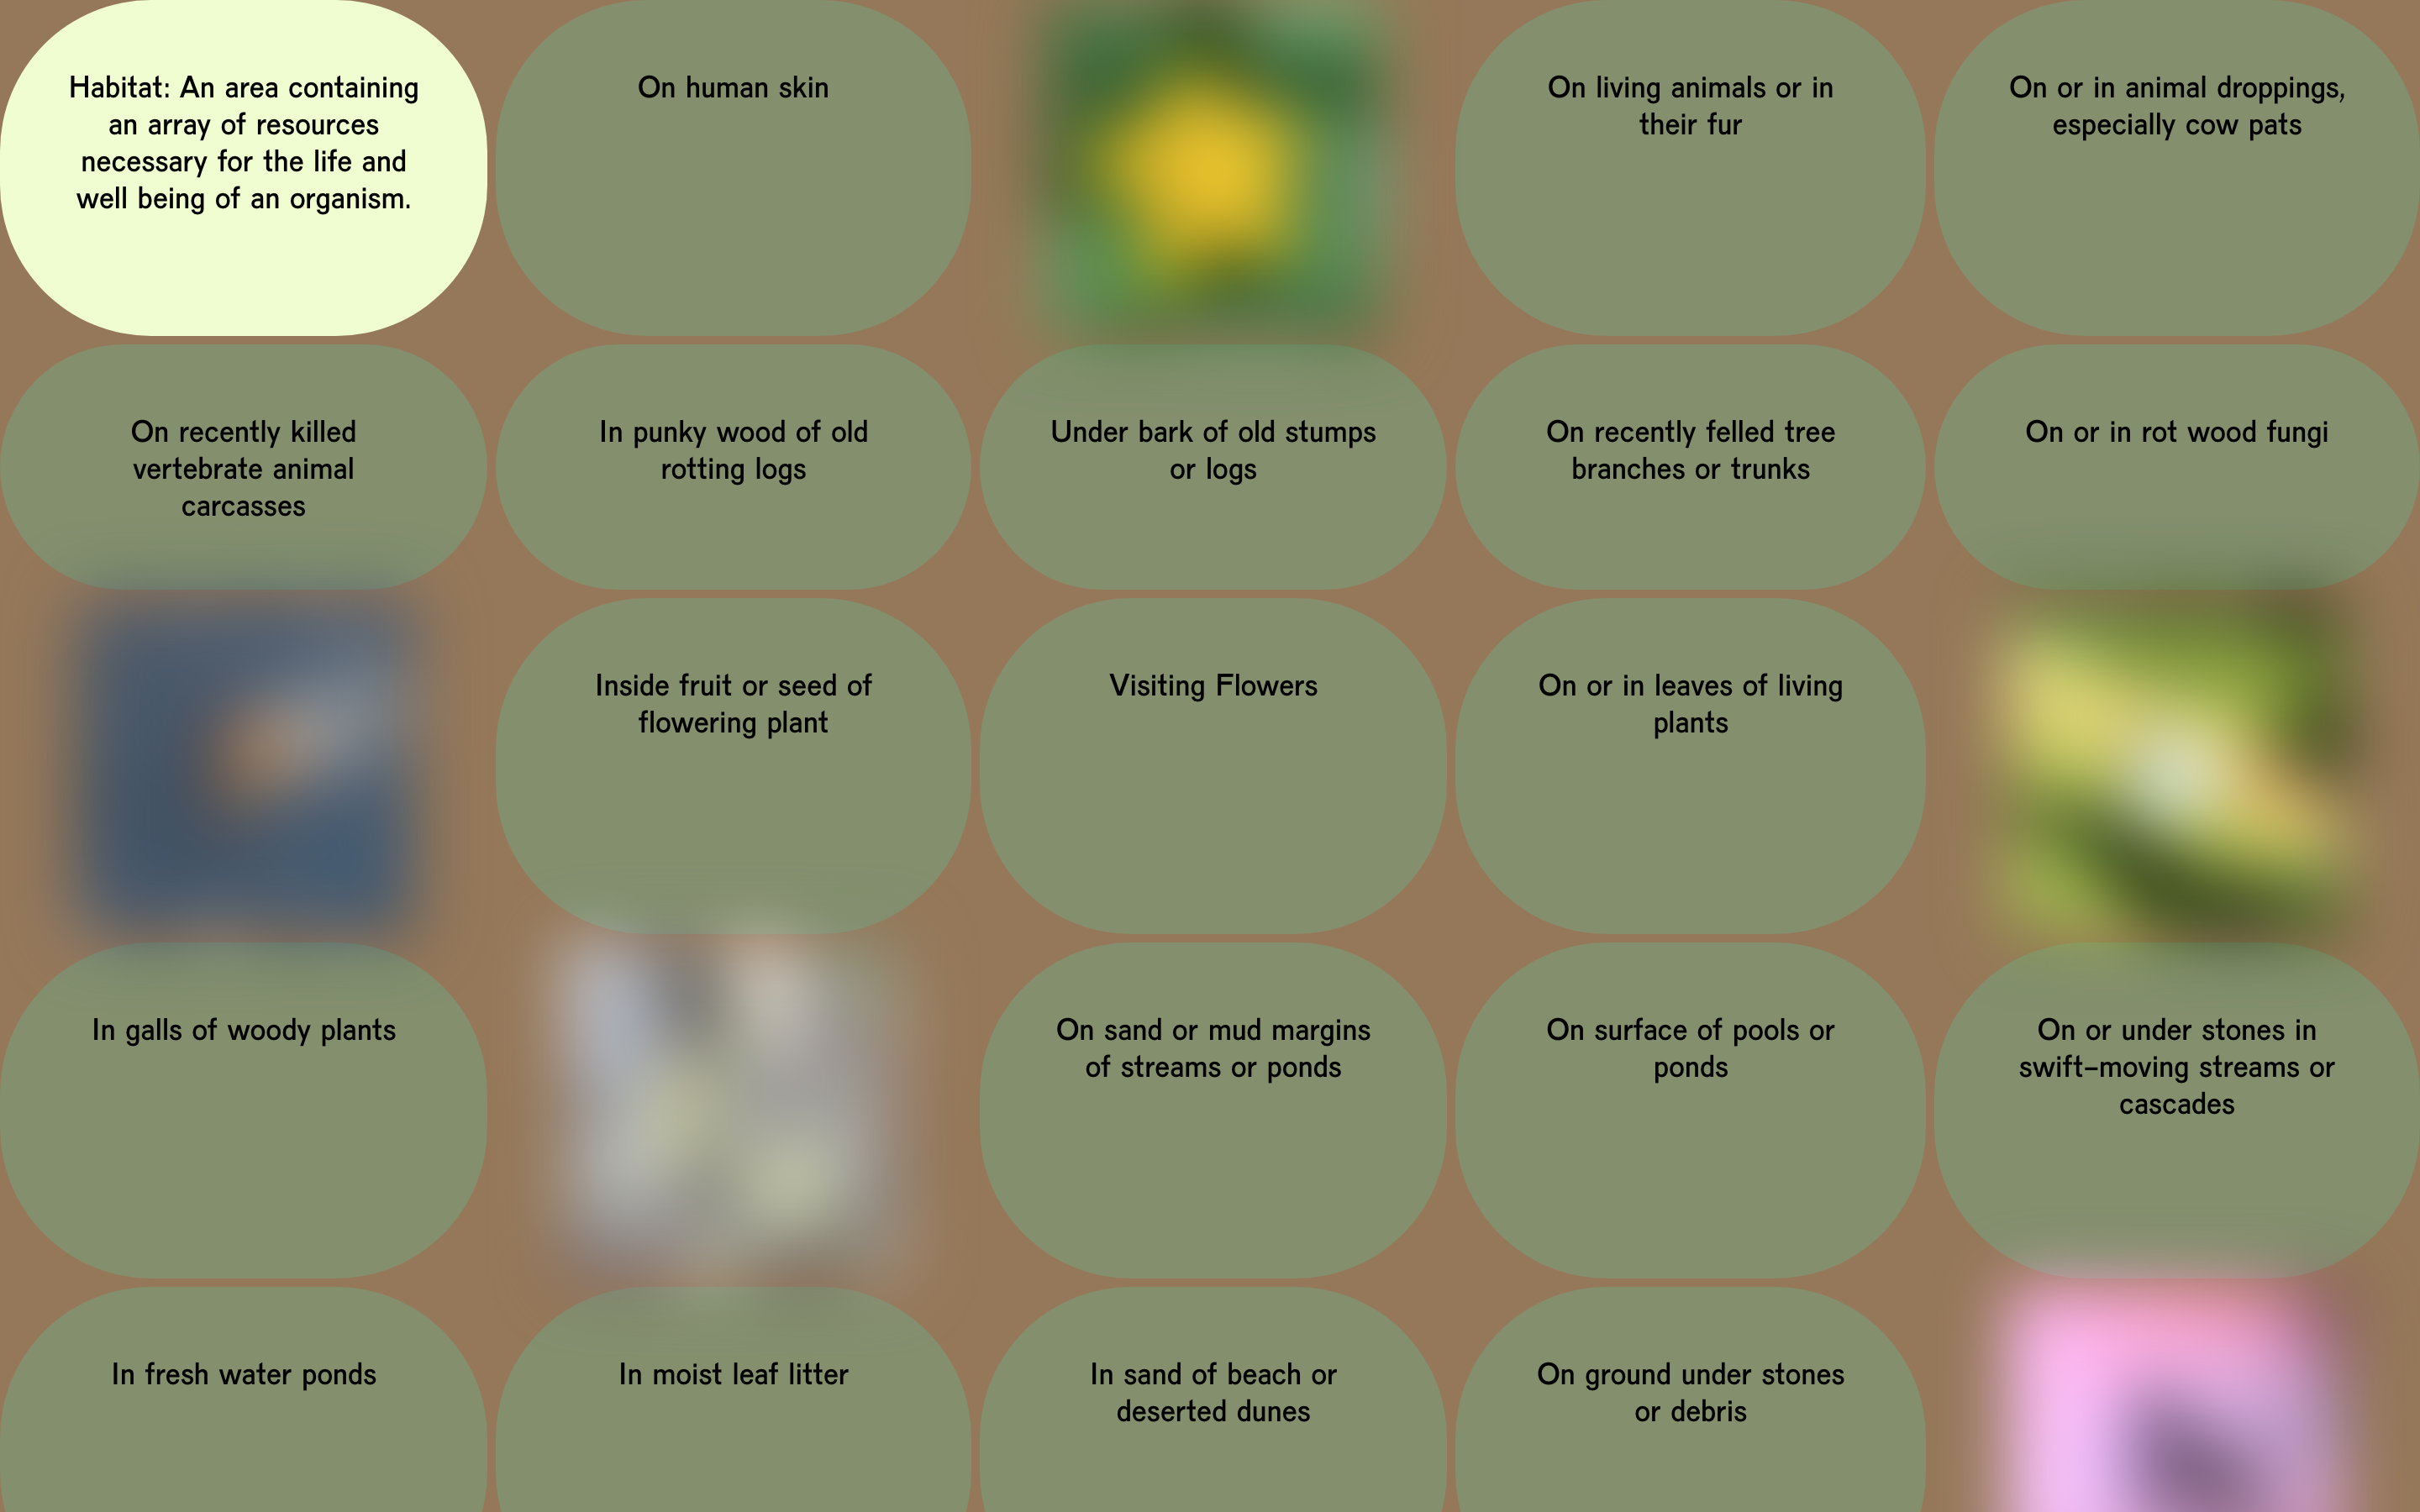 Habitat: An area containing
an array of resources
necessary for the life and
well being of an organism.
On human skin
On living animals or in
their fur
On or in animal droppings,
especially cow pats
On recently killed
vertebrate animal
carcasses
In punky wood of old
rotting logs
Under bark of old stumps
or logs
On recently felled tree
branches or trunks
On or in rot wood fungi
Inside fruit or seed of
flowering plant
Visiting Flowers
On or in leaves of living
plants
In galls of woody plants
On sand or mud margins
of streams or ponds
On surface of pools or
ponds
On or under stones in
swift-moving streams or
cascades
In fresh water ponds
In moist leaf litter
In sand of beach or
deserted dunes
On ground under stones
or debris